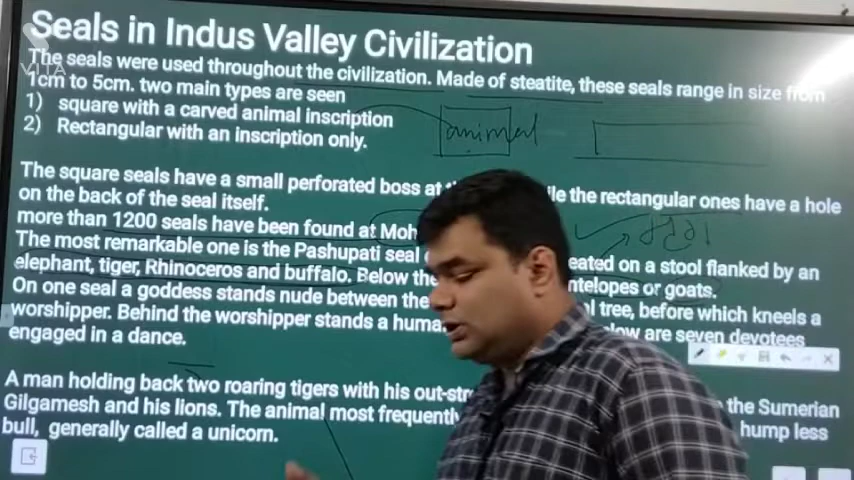 Seals in Indus Valley Civilization
VITA
The seals were used throughout the civilization. Made of steatite, these seals range in size from
1cm to 5cm. two main types are seen
1) square with a carved animal inscription
animal
2) Rectangular with an inscription only.
The square seals have a small perforated boss at the rectangular ones have a hole
on the back of the seal itself.
more than 1200 seals have been found at Moh
The most remarkable one is the Pashupati seal on a stool flanked by an
elephant, tiger, Rhinoceros and buffalo. Below the antelopes or goats.
On one seal a goddess stands nude between the tree, before which kneels a
worshipper. Behind the worshipper stands a human are seven devotees
engaged in a dance.
A man holding back two roaring tigers with his out-str the Sumerian
Gilgamesh and his lions. The animal most frequently hump less
bull, generally called a unicorn.